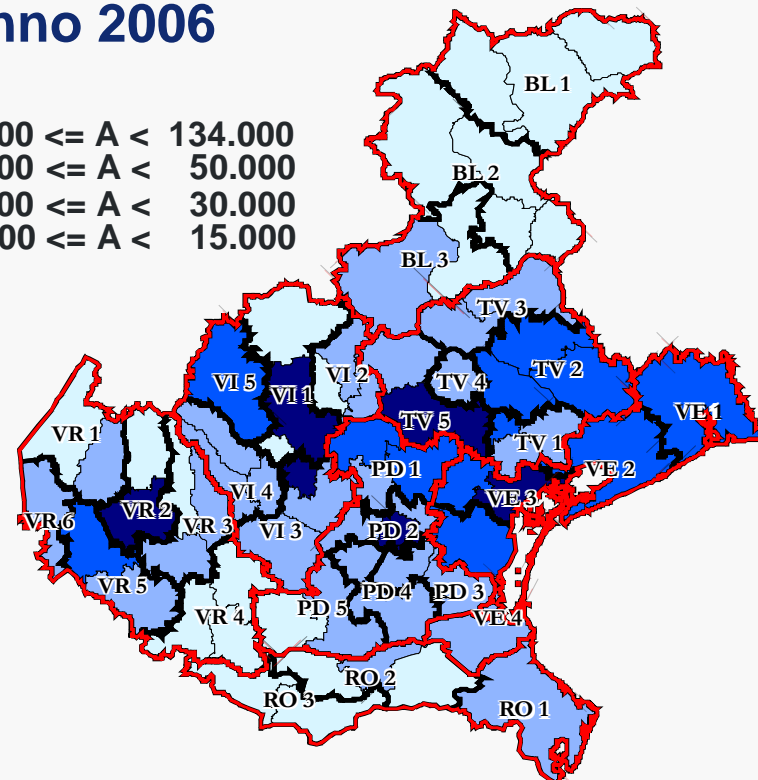 nno 2006
00 <= A < 134.000
00 <= A < 50.000
00 <= A < 30.000
00 <= A < 15.000
BL 1
BL 2
BL 3
TV 3
TV 2
TV 4
VI 5
VI 1
VI 2
TV 5
VE 1
VR 1
TV 1
PD 1
VE 2
VI 4
VE 3
VR 2
VR 6
VR 3
VI 3
PD 2
VR 5
PD 4
PD 3
PD 5
VR 4
VE 4
RO 2
RO 3
RO 1